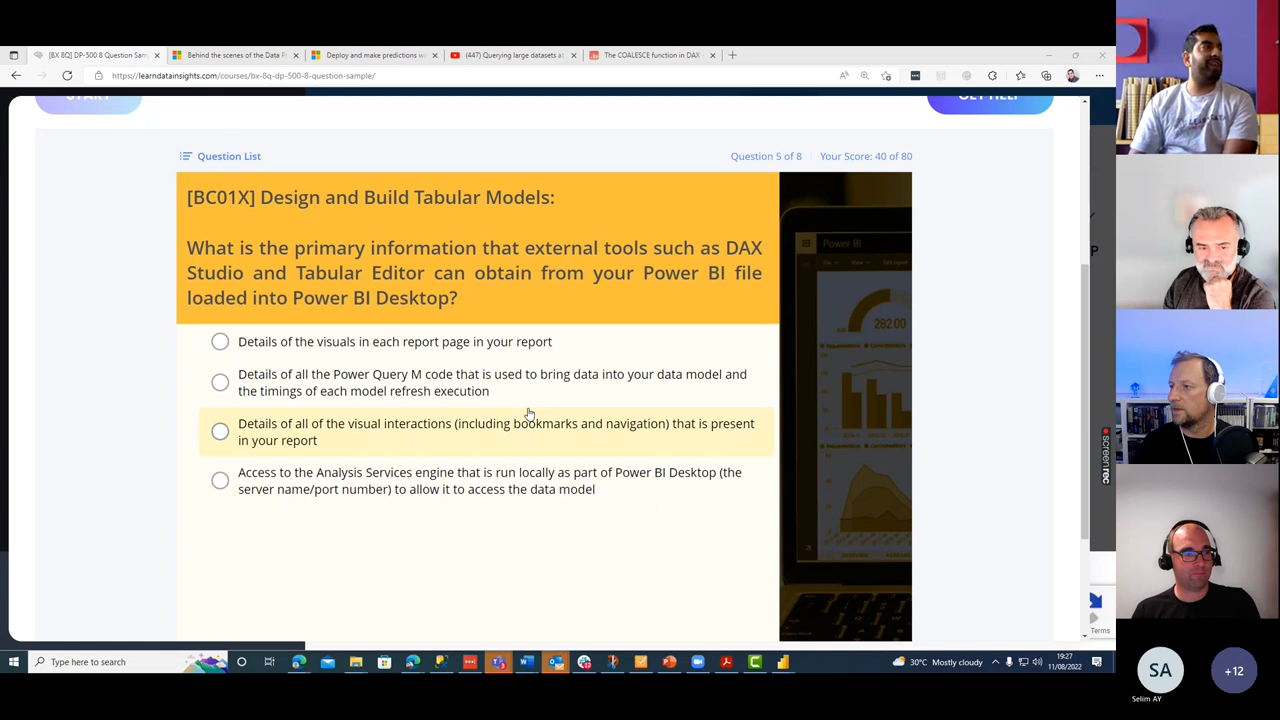 [BX 8Q] DP-500 8 Question Sam
Behind the scenes of the Data P
Deploy and make predictions w
(447) Querying large datasets a
The COALESCE function in DAX -
https://learndatainsights.com/courses/bx-8q-dp-500-8-question-sample/
START
GET HELP
Question List
Question 5 of 8
Your Score: 40 of 80
[BC01X] Design and Build Tabular Models:
What is the primary information that external tools such as DAX
Studio and Tabular Editor can obtain from your Power BI file
loaded into Power BI Desktop?
Details of the visuals in each report page in your report
Details of all the Power Query M code that is used to bring data into your data model and
the timings of each model refresh execution
Details of all of the visual interactions (including bookmarks and navigation) that is present
in your report
Access to the Analysis Services engine that is run locally as part of Power BI Desktop (the
server name/port number) to allow it to access the data model
Power BI
282.00
screenrec
Terms
Type here to search
30°C Mostly cloudy
19:27
11/08/2022
SA
+12
Selim AY